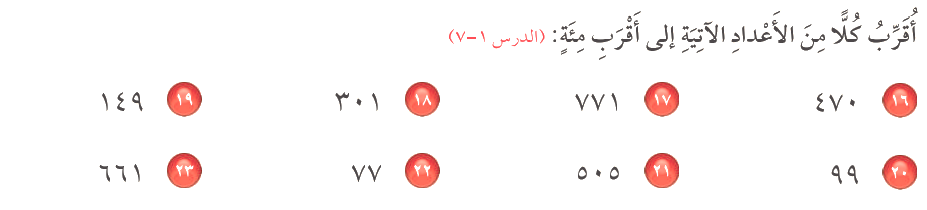 أُقَرِّبُ كُلًّا مِنَ الأَعْدادِ الآتِيَةِ إلى أَقْرَبِ مِئَةٍ: (الدرس ١-٧)
١٦ ٤٧٠ ١٧ ٧٧١ ١٨ ٣٠١ ١٩ ١٤٩
٢٠ ٩٩ ٢١ ٥٠٥ ٢٢ ٧٧ ٢٣ ٦٦١